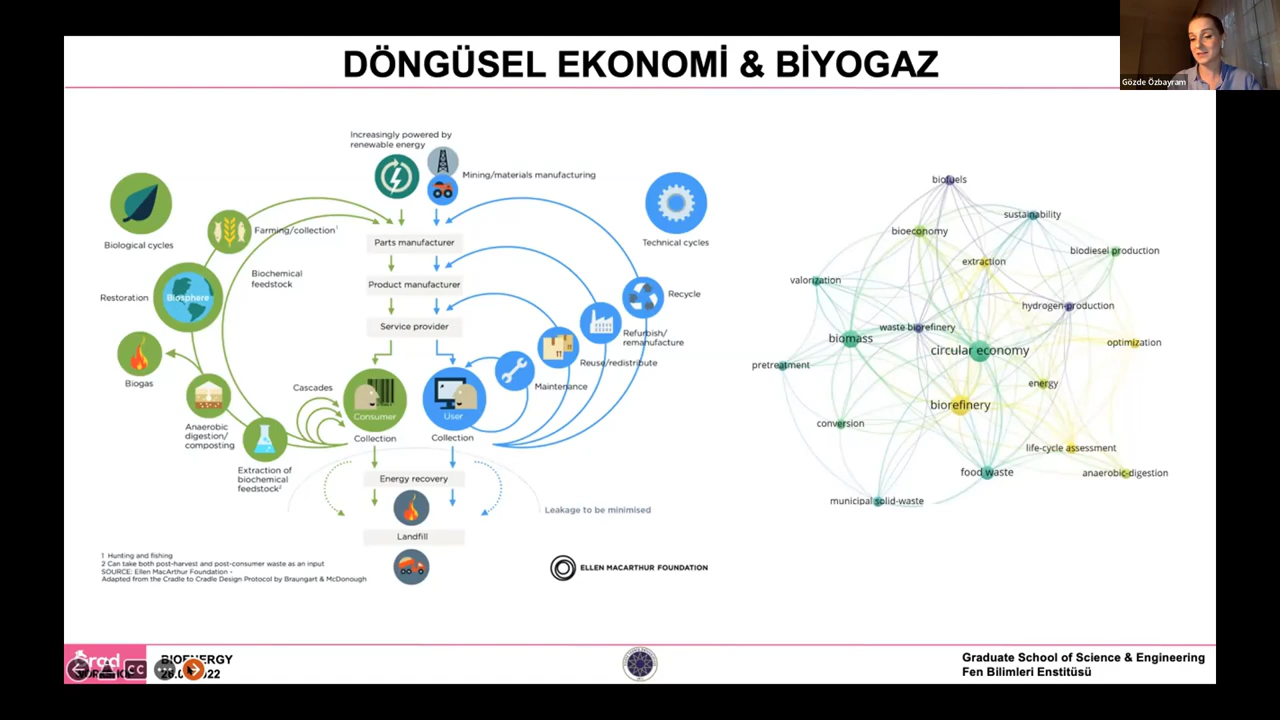 DÖNGÜSEL EKONOMİ & BİYOGAZ
Gözde Özbayram
Increasingly powered by
renewable energy
Mining/materials manufacturing
Biological cycles
Farming/collection¹
Parts manufacturer
Technical cycles
Biochemical
feedstock
Product manufacturer
Restoration
Biosphere
Recycle
Service provider
Refurbish/
remanufacture
Reuse/redistribute
Biogas
Maintenance
Cascades
Consumer
User
Anaerobic
digestion/
composting
Collection
Collection
Extraction of
biochemical
feedstock²
Energy recovery
Leakage to be minimised
Landfill
1 Hunting and fishing
2 Can take both post-harvest and post-consumer waste as an input
SOURCE: Ellen MacArthur Foundation -
Adapted from the Cradle to Cradle Design Protocol by Braungart & McDonough
ELLEN MACARTHUR FOUNDATION
biofuels
sustainability
bioeconomy
biodiesel production
extraction
valorization
hydrogen-production
waste biorefinery
biomass
optimization
circular economy
pretreatment
energy
biorefinery
conversion
life-cycle assessment
food waste
anaerobic-digestion
municipal solid-waste
BIOENERGY
CC
Graduate School of Science & Engineering
Fen Bilimleri Enstitüsü